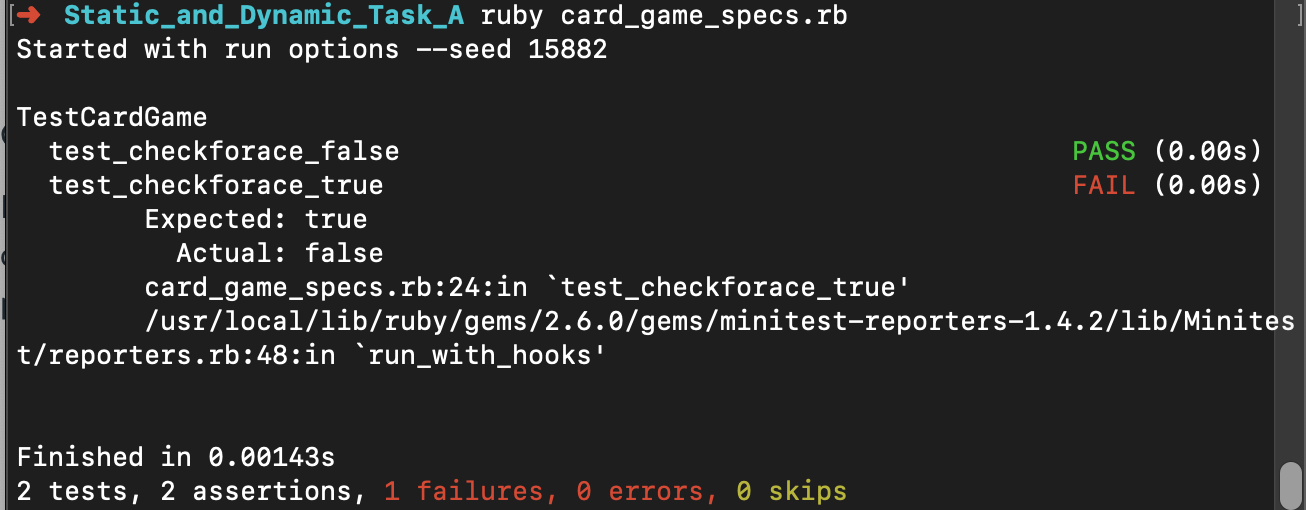 [➜ Static_and_Dynamic_Task_A ruby card_game_specs.rb ]
Started with run options --seed 15882
TestCardGame
test_checkforace_false PASS (0.00s)
test_checkforace_true FAIL (0.00s)
Expected: true
Actual: false
card_game_specs.rb:24:in `test_checkforace_true'
/usr/local/lib/ruby/gems/2.6.0/gems/minitest-reporters-1.4.2/lib/Minites
t/reporters.rb:48:in `run_with_hooks'
Finished in 0.00143s
2 tests, 2 assertions, 1 failures, 0 errors, 0 skips